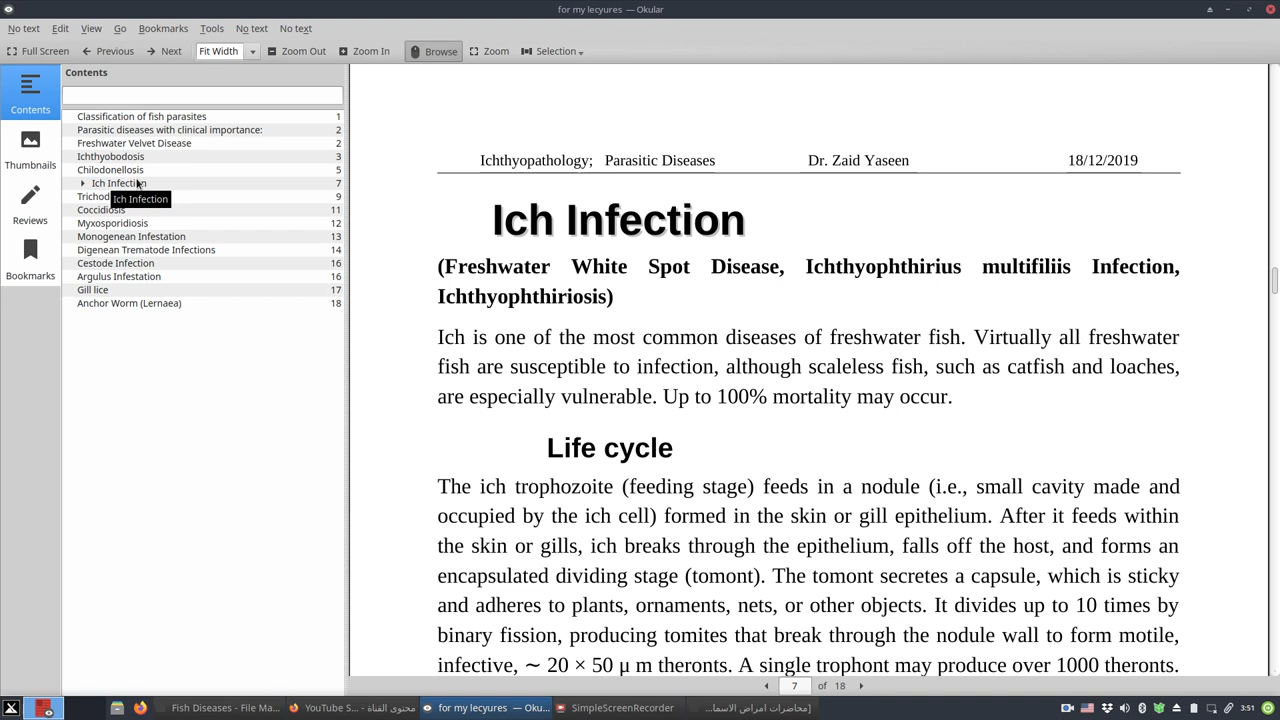 for my lecyures — Okular
No text Edit View Go Bookmarks Tools No text No text
Full Screen Previous Next Fit Width Zoom Out Zoom In Browse Zoom Selection
Contents
Contents
Thumbnails
Reviews
Bookmarks
Classification of fish parasites 1
Parasitic diseases with clinical importance: 2
Freshwater Velvet Disease 2
Ichthyobodosis 3
Chilodonellosis 5
Ich Infection 7
Ich Infection
Trichod 9
Coccidiosis 11
Myxosporidiosis 12
Monogenean Infestation 13
Digenean Trematode Infections 14
Cestode Infection 16
Argulus Infestation 16
Gill lice 17
Anchor Worm (Lernaea) 18
Ichthyopathology; Parasitic Diseases Dr. Zaid Yaseen 18/12/2019
Ich Infection
(Freshwater White Spot Disease, Ichthyophthirius multifiliis Infection,
Ichthyophthiriosis)
Ich is one of the most common diseases of freshwater fish. Virtually all freshwater
fish are susceptible to infection, although scaleless fish, such as catfish and loaches,
are especially vulnerable. Up to 100% mortality may occur.
Life cycle
The ich trophozoite (feeding stage) feeds in a nodule (i.e., small cavity made and
occupied by the ich cell) formed in the skin or gill epithelium. After it feeds within
the skin or gills, ich breaks through the epithelium, falls off the host, and forms an
encapsulated dividing stage (tomont). The tomont secretes a capsule, which is sticky
and adheres to plants, ornaments, nets, or other objects. It divides up to 10 times by
binary fission, producing tomites that break through the nodule wall to form motile,
infective, ∼ 20 × 50 μ m theronts. A single trophont may produce over 1000 theronts.
7 of 18
Fish Diseases - File Ma... محتوى القناة - YouTube S... for my lecyures — Oku... SimpleScreenRecorder [محاضرات امراض الاسما... 3:51